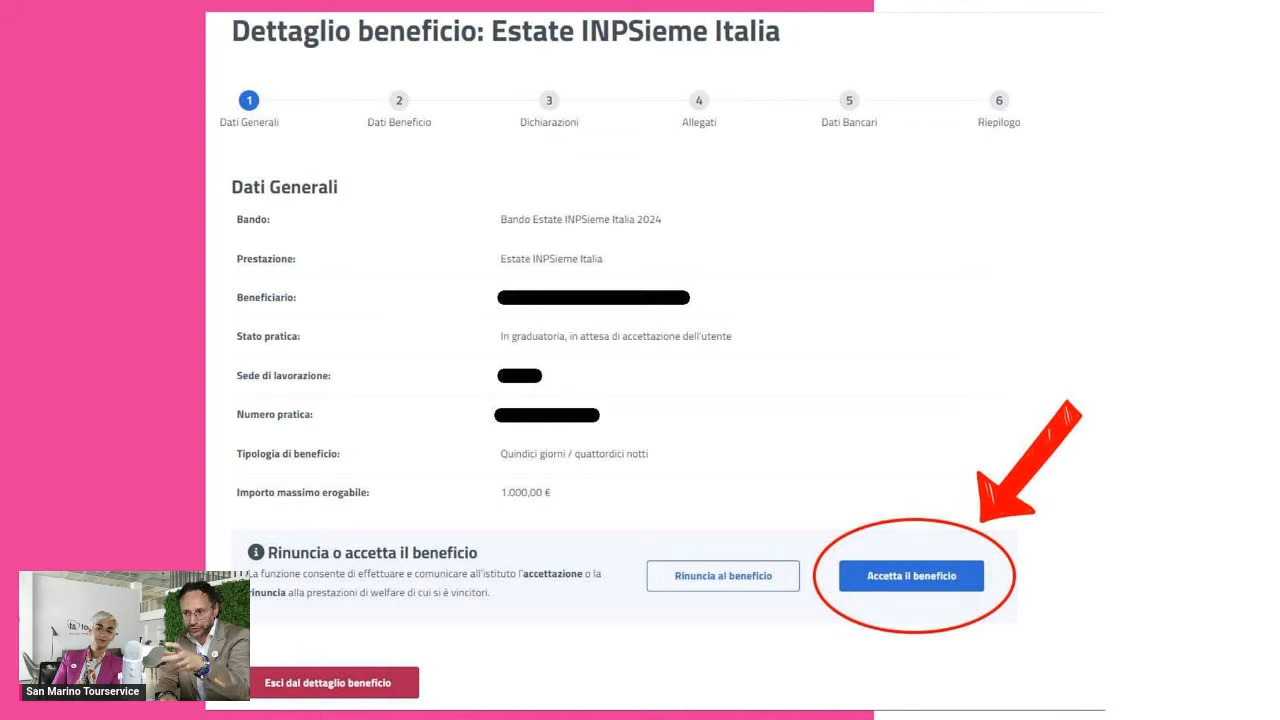 Dettaglio beneficio: Estate INPSieme Italia
1 2 3 4 5 6
Dati Generali Dati Beneficio Dichiarazioni Allegati Dati Bancari Riepilogo
Dati Generali
Bando: Bando Estate INPSieme Italia 2024
Prestazione: Estate INPSieme Italia
Beneficiario:
Stato pratica: In graduatoria, in attesa di accettazione dell'utente
Sede di lavorazione:
Numero pratica:
Tipologia di beneficio: Quindici giorni / quattordici notti
Importo massimo erogabile: 1.000,00 €
Rinuncia o accetta il beneficio
La funzione consente di effettuare e comunicare all'istituto l'accettazione o la
rinuncia alla prestazioni di welfare di cui si è vincitori.
Rinuncia al beneficio
Accetta il beneficio
San Marino Tourservice
Esci dal dettaglio beneficio